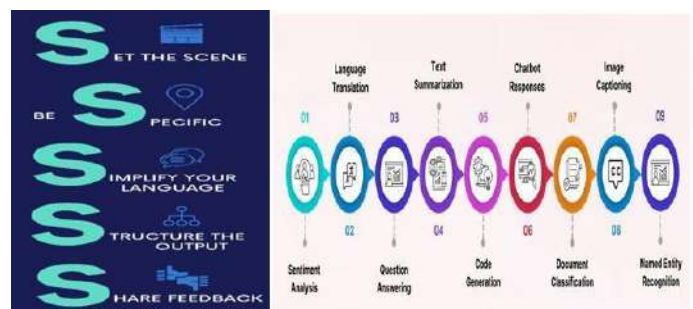 SET THE SCENE
BE SPECIFIC
SIMPLIFY YOUR
LANGUAGE
STRUCTURE THE
OUTPUT
SHARE FEEDBACK
Language
Translation
Text
Summarization
Chatbot
Responses
Image
Captioning
01
03
05
07
09
02
04
06
08
CC
Sentiment
Analysis
Question
Answering
Code
Generation
Document
Classification
Named Entity
Recognition